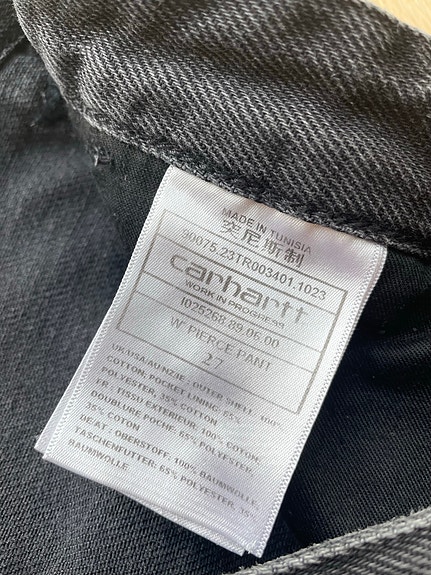 MADE IN TUNISIA
突尼斯制
90075.23TR003401.1023
carhartt
WORK IN PROGRESS
I025268.89.06.00
W' PIERCE PANT
27
UK/USA/AU/NZ/IE : OUTER SHELL: 100%
COTTON, POCKET LINING: 65%
POLYESTER, 35% COTTON
FR : TISSU EXTERIEUR: 100% COTON,
DOUBLURE POCHE: 65% POLYESTER,
35% COTON
DE/AT : OBERSTOFF: 100% BAUMWOLLE,
TASCHENFUTTER: 65% POLYESTER, 35%
BAUMWOLLE